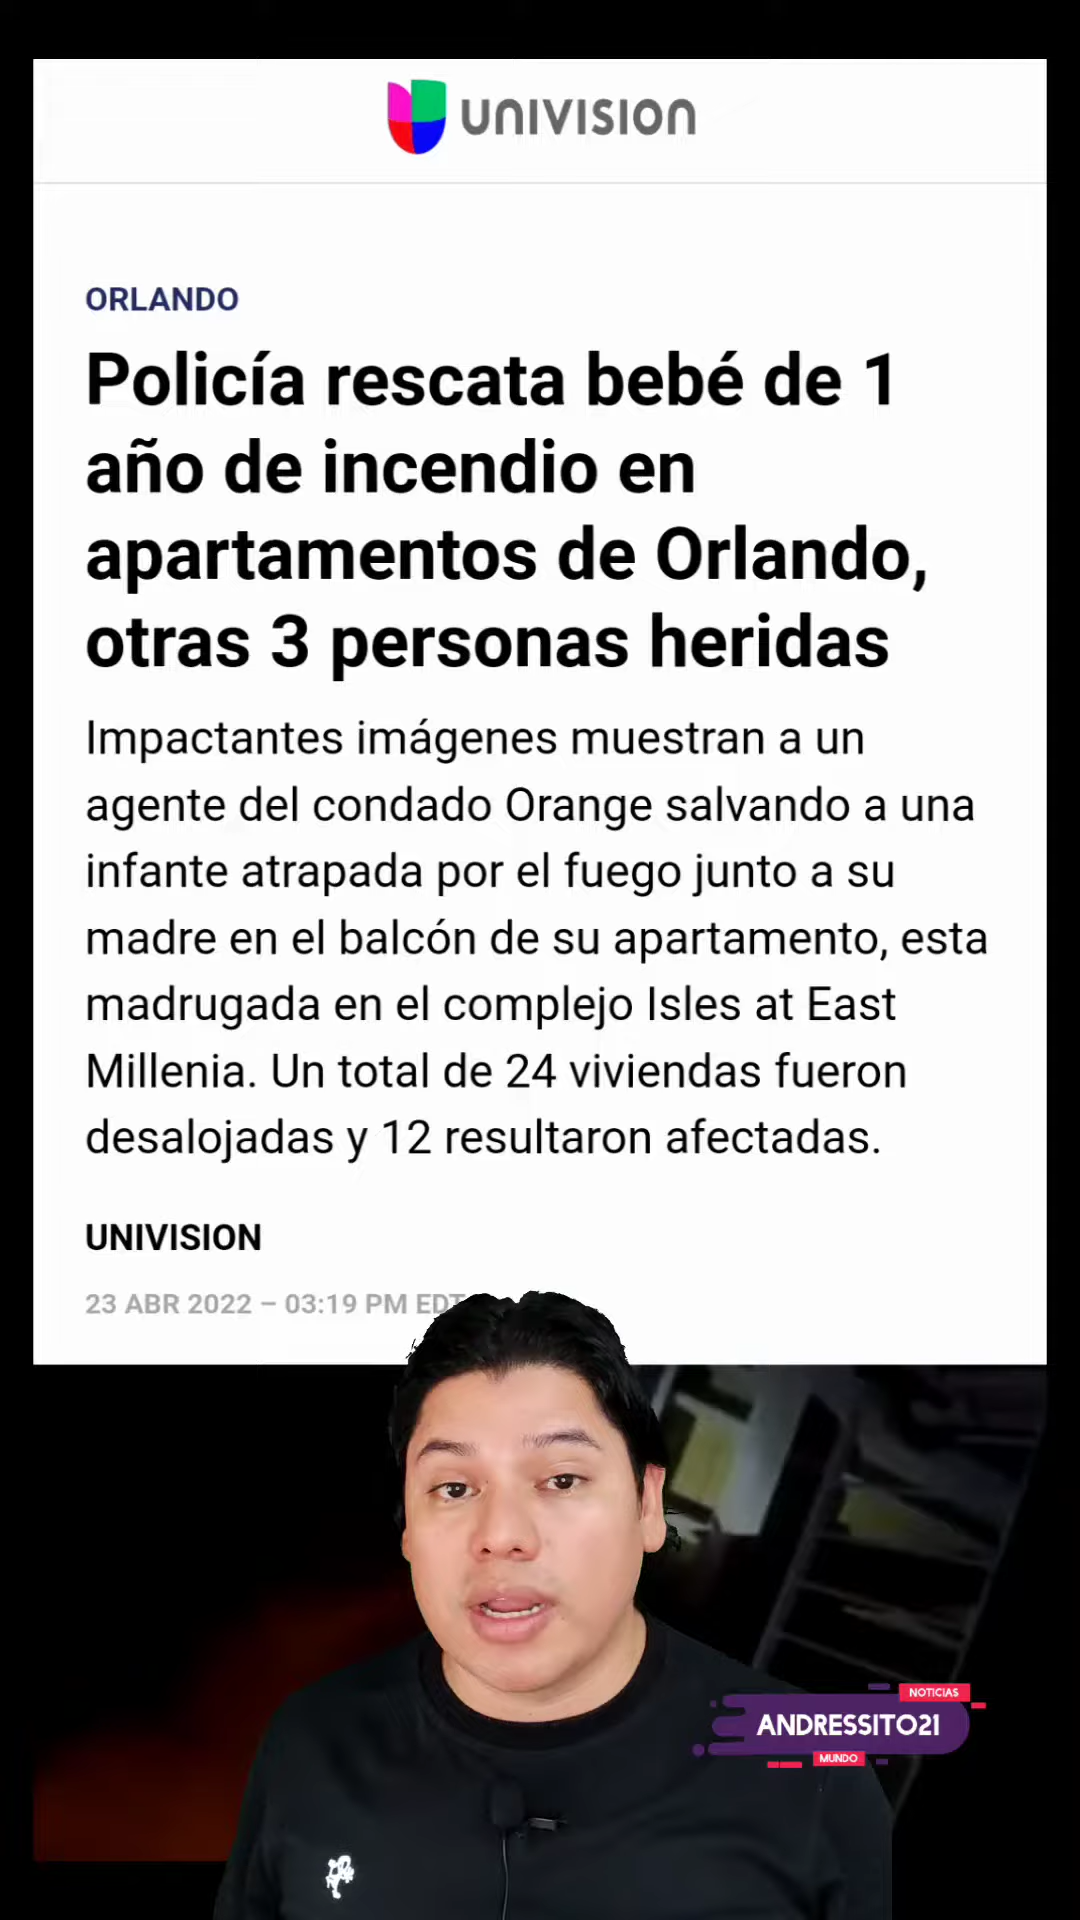 UNIVISION
ORLANDO
Policía rescata bebé de 1
año de incendio en
apartamentos de Orlando,
otras 3 personas heridas
Impactantes imágenes muestran a un
agente del condado Orange salvando a una
infante atrapada por el fuego junto a su
madre en el balcón de su apartamento, esta
madrugada en el complejo Isles at East
Millenia. Un total de 24 viviendas fueron
desalojadas y 12 resultaron afectadas.
UNIVISION
23 ABR 2022 – 03:19 PM EDT
NOTICIAS
ANDRESSITO21
MUNDO